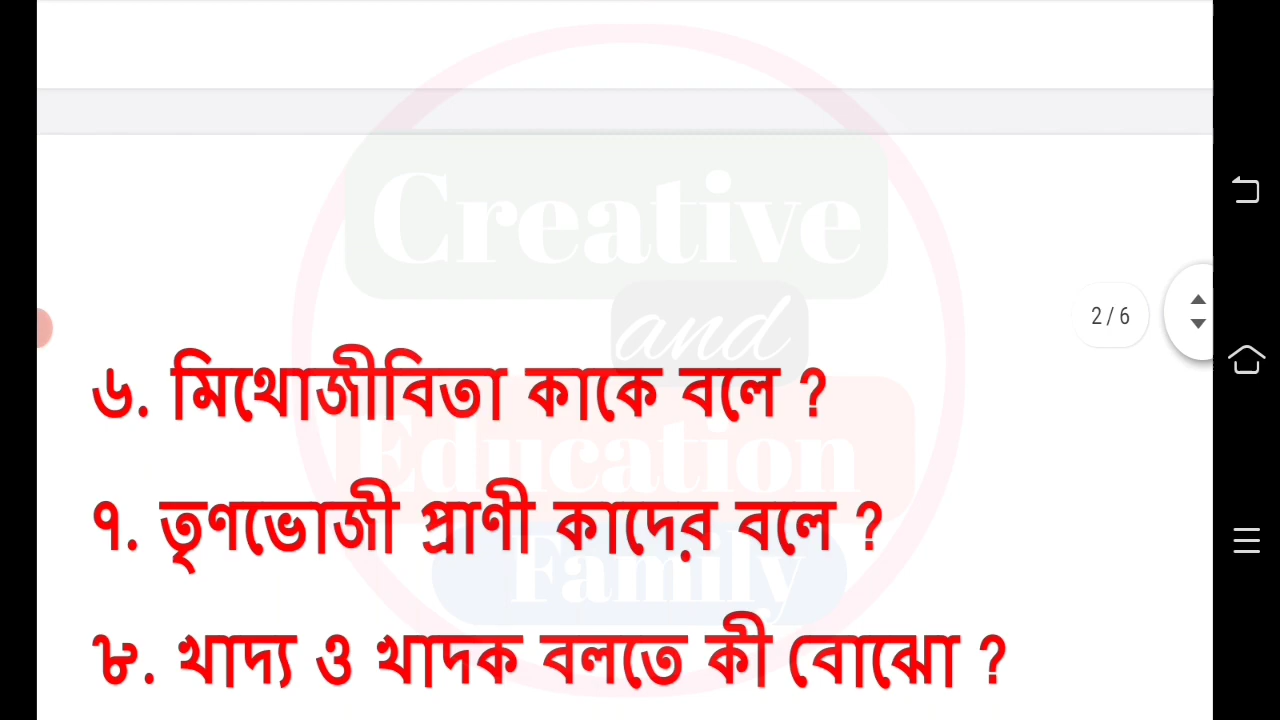 Creative
and
Education
Family
2 / 6
৬. মিথোজীবিতা কাকে বলে ?
৭. তৃণভোজী প্রাণী কাদের বলে ?
৮. খাদ্য ও খাদক বলতে কী বোঝো ?